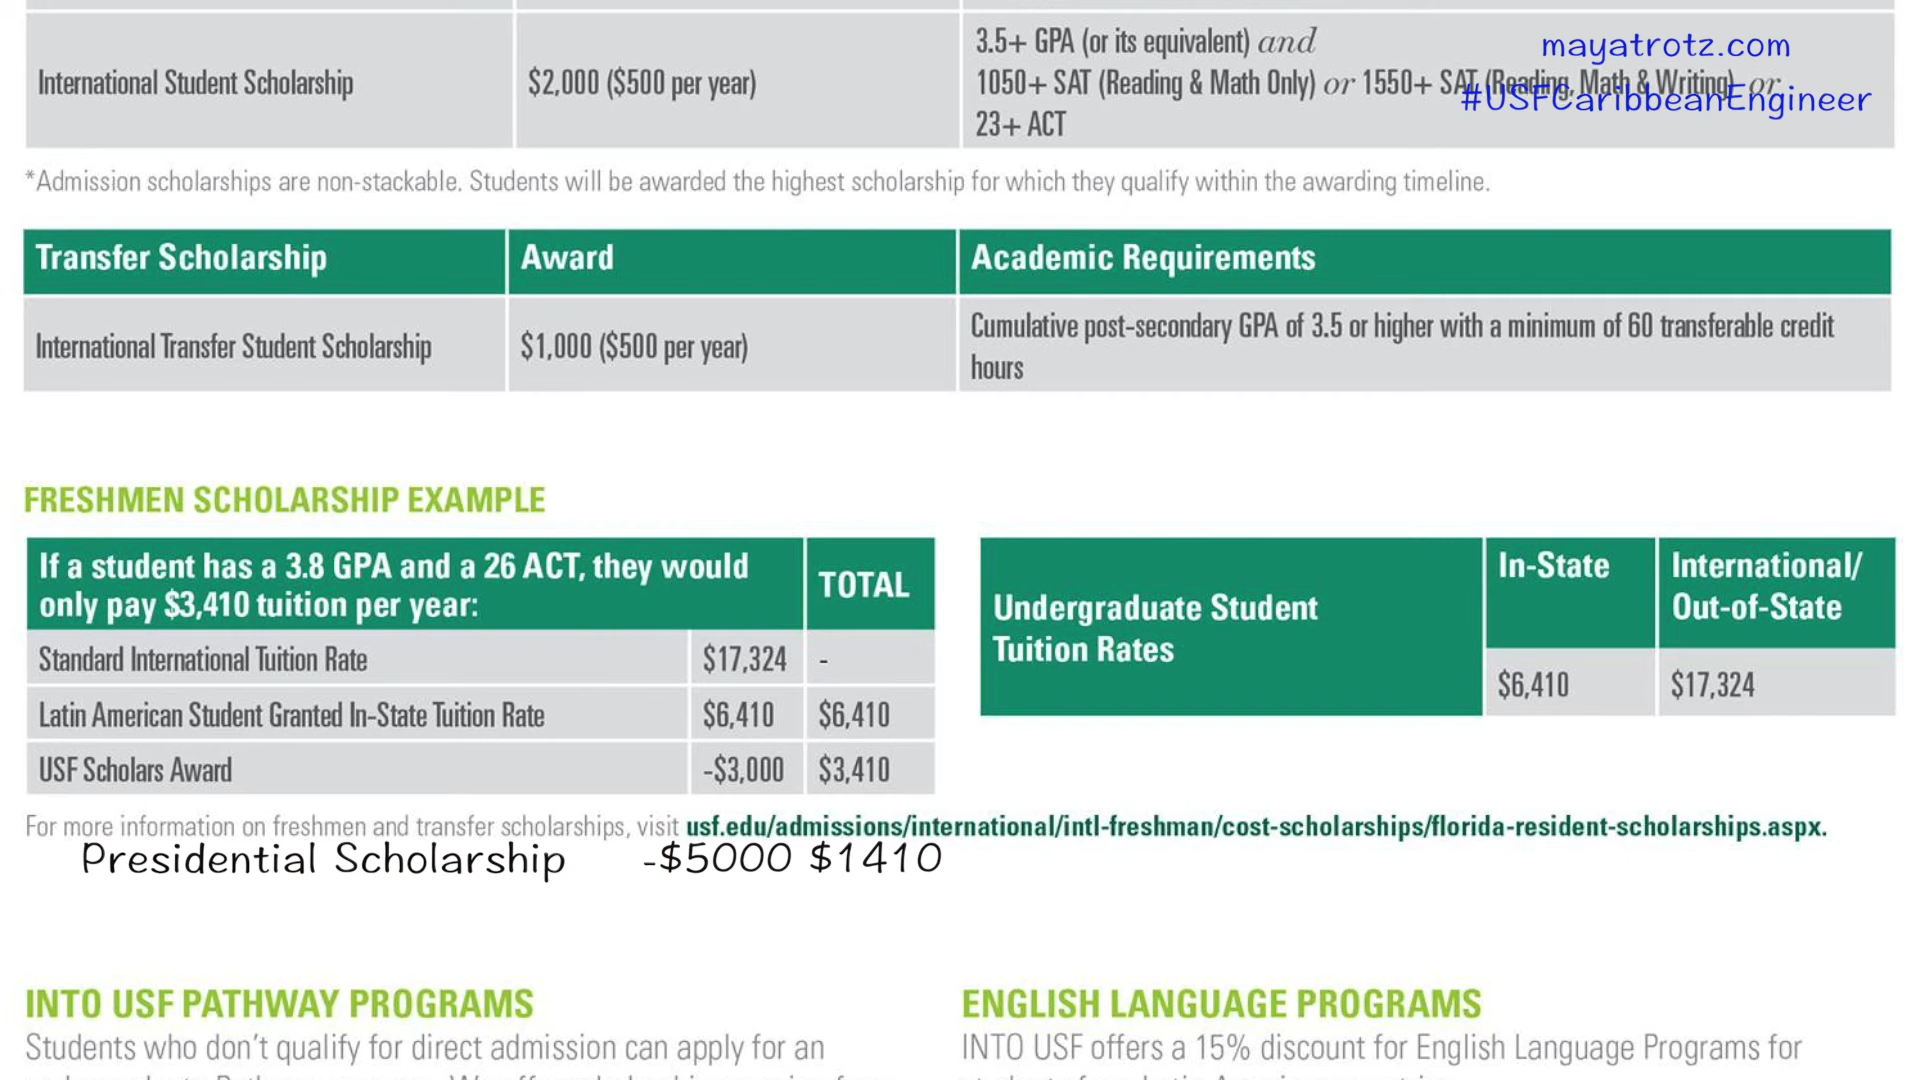 3.5+ GPA (or its equivalent) and
mayatrotz.com
International Student Scholarship $2,000 ($500 per year) 1050+ SAT (Reading & Math Only) or 1550+ SAT (Reading, Math & Writing) or
#USFCaribbeanEngineer
23+ ACT
*Admission scholarships are non-stackable. Students will be awarded the highest scholarship for which they qualify within the awarding timeline.
Transfer Scholarship Award Academic Requirements
International Transfer Student Scholarship $1,000 ($500 per year) Cumulative post-secondary GPA of 3.5 or higher with a minimum of 60 transferable credit
hours
FRESHMEN SCHOLARSHIP EXAMPLE
If a student has a 3.8 GPA and a 26 ACT, they would
only pay $3,410 tuition per year:
TOTAL
Standard International Tuition Rate $17,324 -
Latin American Student Granted In-State Tuition Rate $6,410 $6,410
USF Scholars Award -$3,000 $3,410
Undergraduate Student
Tuition Rates
In-State
International/
Out-of-State
$6,410 $17,324
For more information on freshmen and transfer scholarships, visit usf.edu/admissions/international/intl-freshman/cost-scholarships/florida-resident-scholarships.aspx.
Presidential Scholarship -$5000 $1410
INTO USF PATHWAY PROGRAMS
Students who don't qualify for direct admission can apply for an
ENGLISH LANGUAGE PROGRAMS
INTO USF offers a 15% discount for English Language Programs for